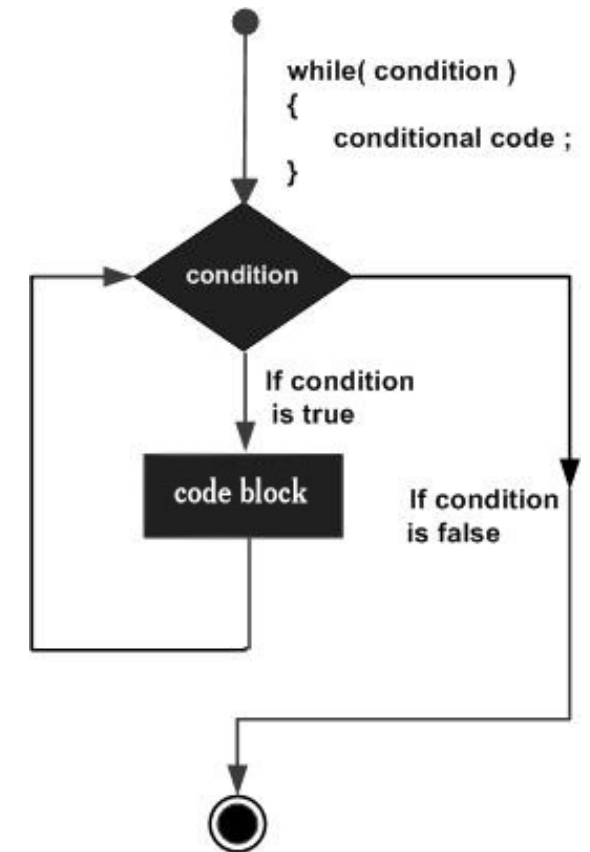 while( condition )
{
conditional code ;
}
condition
If condition
is true
code block
If condition
is false